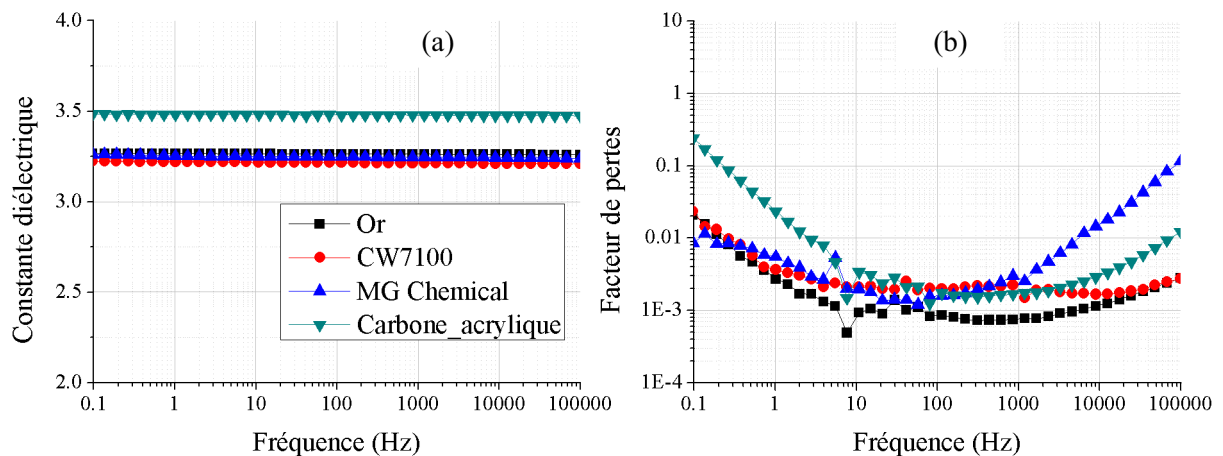 (a)
4.0
3.5
3.0
2.5
2.0
Constante diélectrique
Or
CW7100
MG Chemical
Carbone_acrylique
0.1
1
10
100
1000
10000
100000
Fréquence (Hz)
(b)
10
1
0.1
0.01
1E-3
1E-4
Facteur de pertes
0.1
1
10
100
1000
10000
100000
Fréquence (Hz)